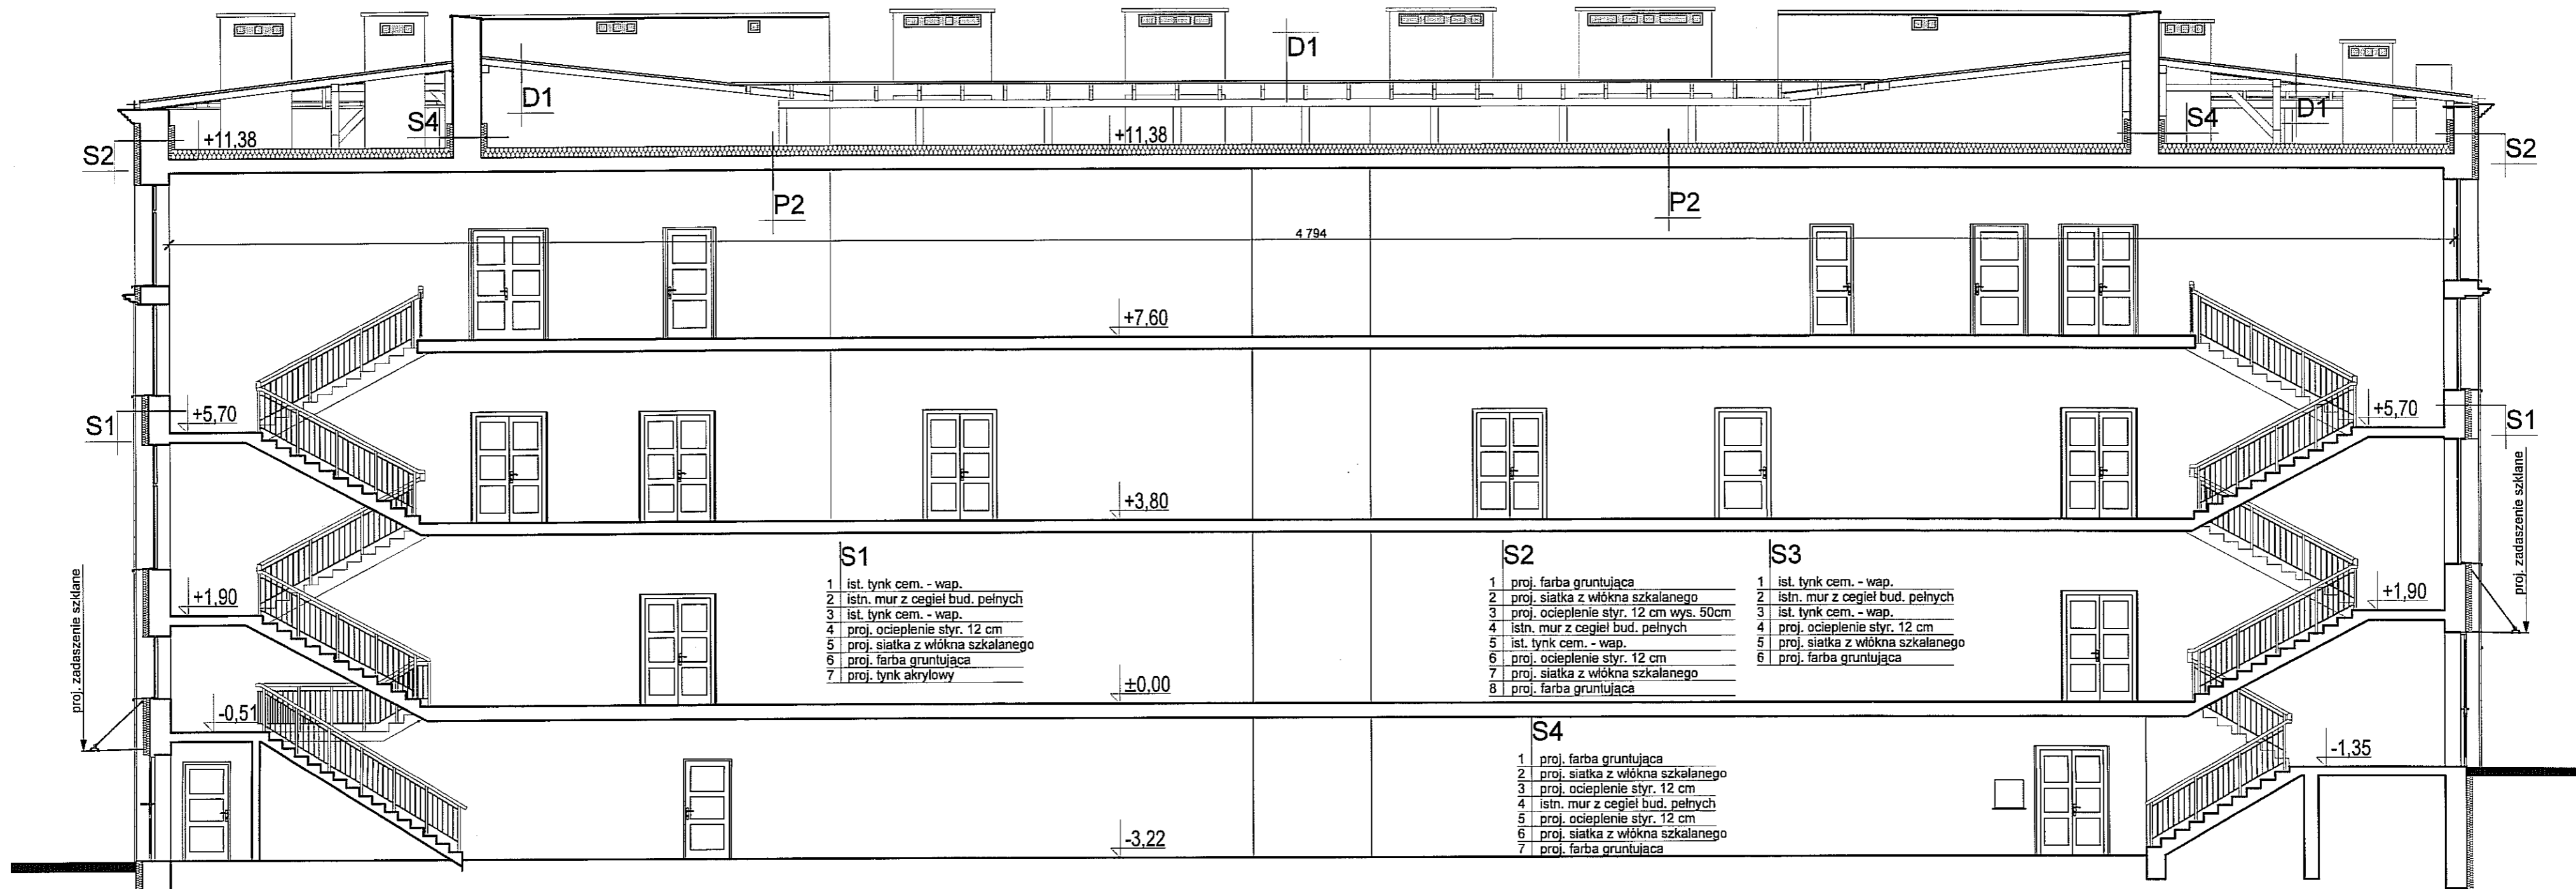 D1
D1
S4
+11,38
+11,38
S4
D1
S2
S2
P2
P2
4 794
+7,60
S1
+5,70
+5,70
S1
+3,80
proj. zadaszenie szklane
proj. zadaszenie szklane
S1
1 ist. tynk cem. - wap.
2 istn. mur z cegieł bud. pełnych
3 ist. tynk cem. - wap.
4 proj. ocieplenie styr. 12 cm
5 proj. siatka z włókna szkalanego
6 proj. farba gruntująca
7 proj. tynk akrylowy
S2
1 proj. farba gruntująca
2 proj. siatka z włókna szkalanego
3 proj. ocieplenie styr. 12 cm wys. 50cm
4 istn. mur z cegieł bud. pełnych
5 ist. tynk cem. - wap.
6 proj. ocieplenie styr. 12 cm
7 proj. siatka z włókna szkalanego
8 proj. farba gruntująca
S3
1 ist. tynk cem. - wap.
2 istn. mur z cegieł bud. pełnych
3 ist. tynk cem. - wap.
4 proj. ocieplenie styr. 12 cm
5 proj. siatka z włókna szkalanego
6 proj. farba gruntująca
+1,90
+1,90
±0,00
-0,51
S4
1 proj. farba gruntująca
2 proj. siatka z włókna szkalanego
3 proj. ocieplenie styr. 12 cm
4 istn. mur z cegieł bud. pełnych
5 proj. ocieplenie styr. 12 cm
6 proj. siatka z włókna szkalanego
7 proj. farba gruntująca
-1,35
-3,22